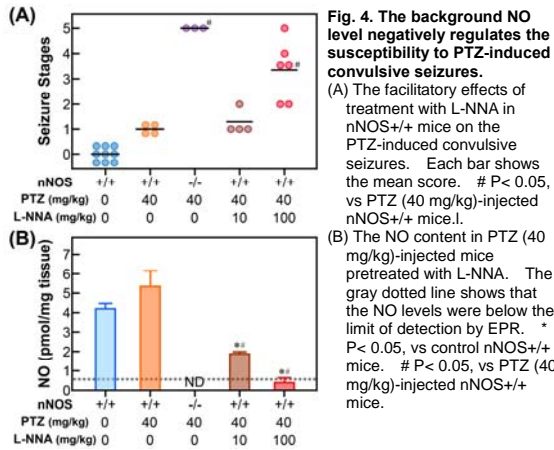 (A)
Seizure Stages
5
4
3
2
1
0
#
#
nNOS +/+ +/+ -/- +/+ +/+
PTZ (mg/kg) 0 40 40 40 40
L-NNA (mg/kg) 0 0 0 10 100
(B)
NO (pmol/mg tissue)
7
6
5
4
3
2
1
0
ND
*#
*#
nNOS +/+ +/+ -/- +/+ +/+
PTZ (mg/kg) 0 40 40 40 40
L-NNA (mg/kg) 0 0 0 10 100
Fig. 4. The background NO
level negatively regulates the
susceptibility to PTZ-induced
convulsive seizures.
(A) The facilitatory effects of
treatment with L-NNA in
nNOS+/+ mice on the
PTZ-induced convulsive
seizures. Each bar shows
the mean score. # P< 0.05,
vs PTZ (40 mg/kg)-injected
nNOS+/+ mice.l.
(B) The NO content in PTZ (40
mg/kg)-injected mice
pretreated with L-NNA. The
gray dotted line shows that
the NO levels were below the
limit of detection by EPR. *
P< 0.05, vs control nNOS+/+
mice. # P< 0.05, vs PTZ (40
mg/kg)-injected nNOS+/+
mice.